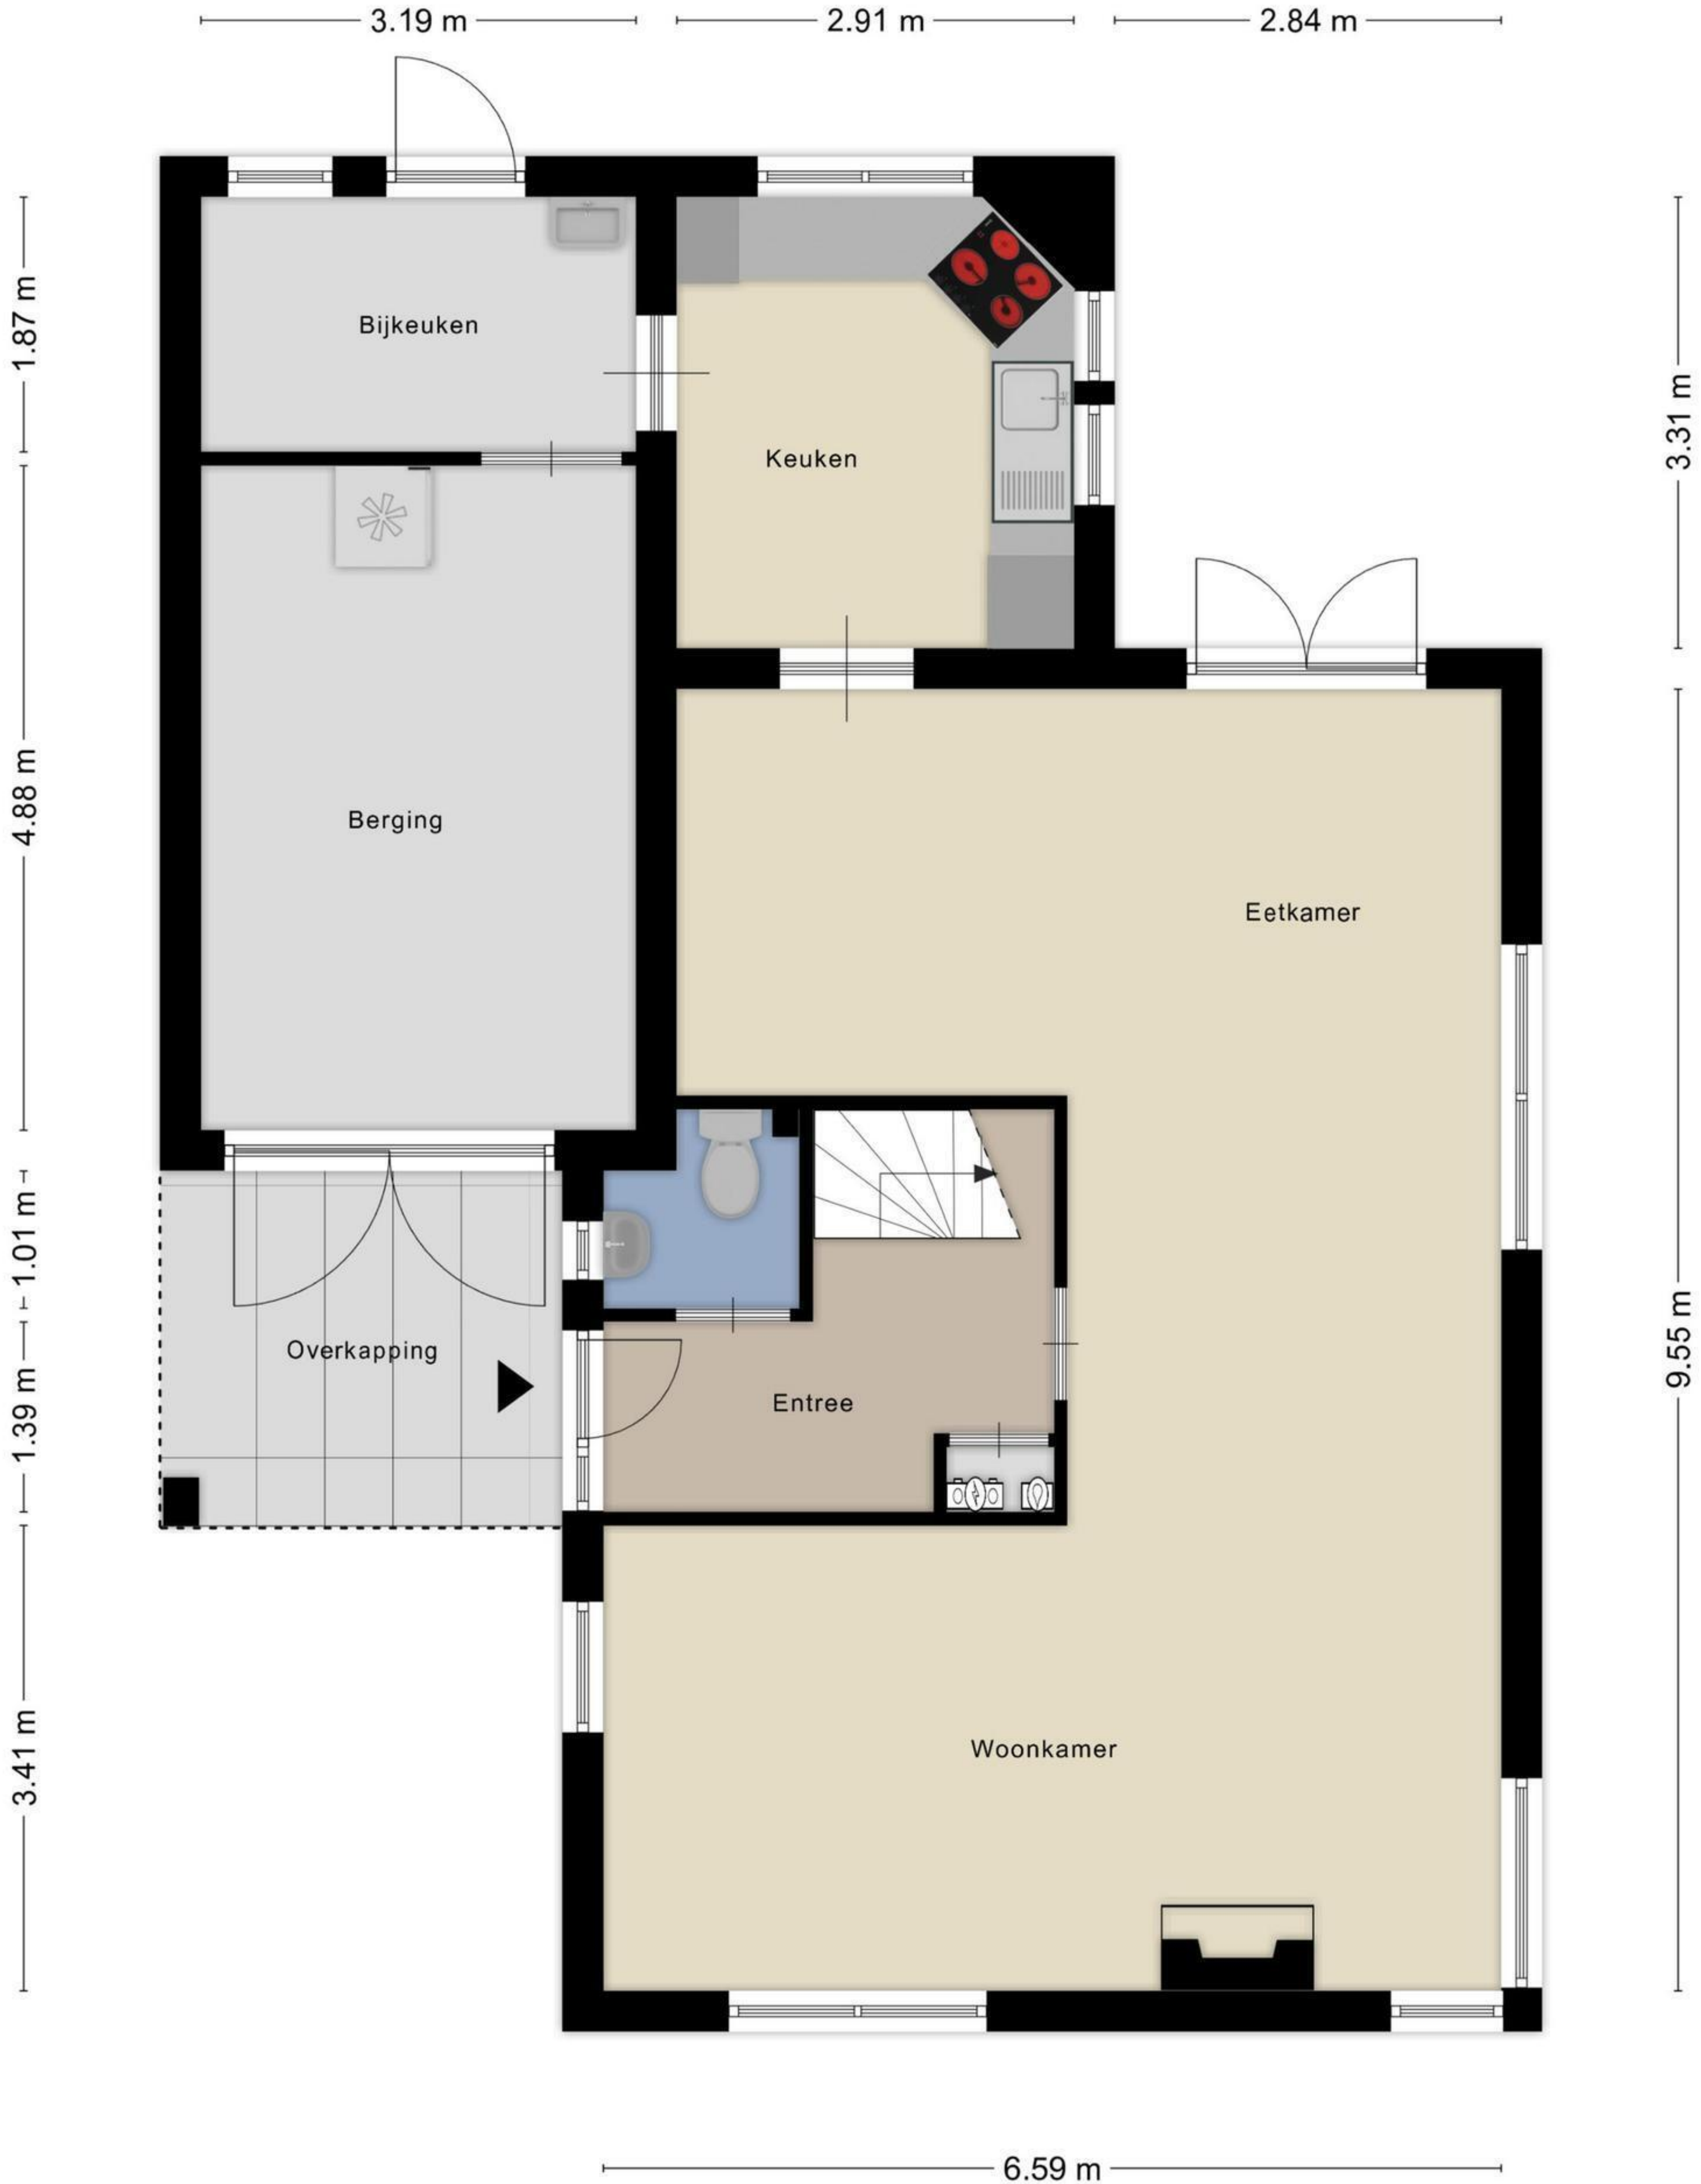 3.19 m
2.91 m
2.84 m
1.87 m
Bijkeuken
3.31 m
Keuken
4.88 m
Berging
Eetkamer
1.01 m
Overkapping
9.55 m
1.39 m
Entree
3.41 m
Woonkamer
6.59 m